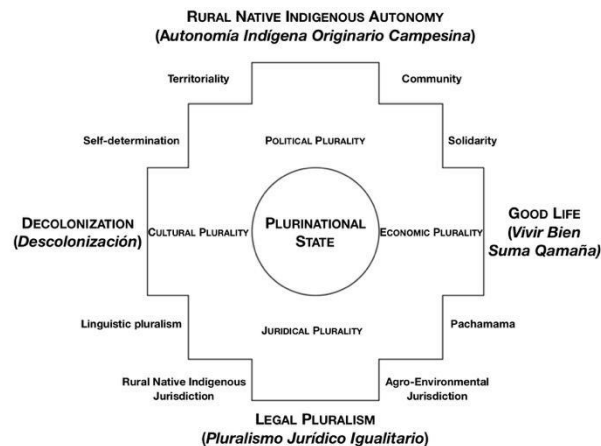 RURAL NATIVE INDIGENOUS AUTONOMY
(Autonomía Indígena Originario Campesina)
Territoriality
Community
Self-determination
POLITICAL PLURALITY
Solidarity
DECOLONIZATION
(Descolonización)
CULTURAL PLURALITY
PLURINATIONAL
STATE
ECONOMIC PLURALITY
GOOD LIFE
(Vivir Bien
Suma Qamaña)
Linguistic pluralism
JURIDICAL PLURALITY
Pachamama
Rural Native Indigenous
Jurisdiction
Agro-Environmental
Jurisdiction
LEGAL PLURALISM
(Pluralismo Jurídico Igualitario)